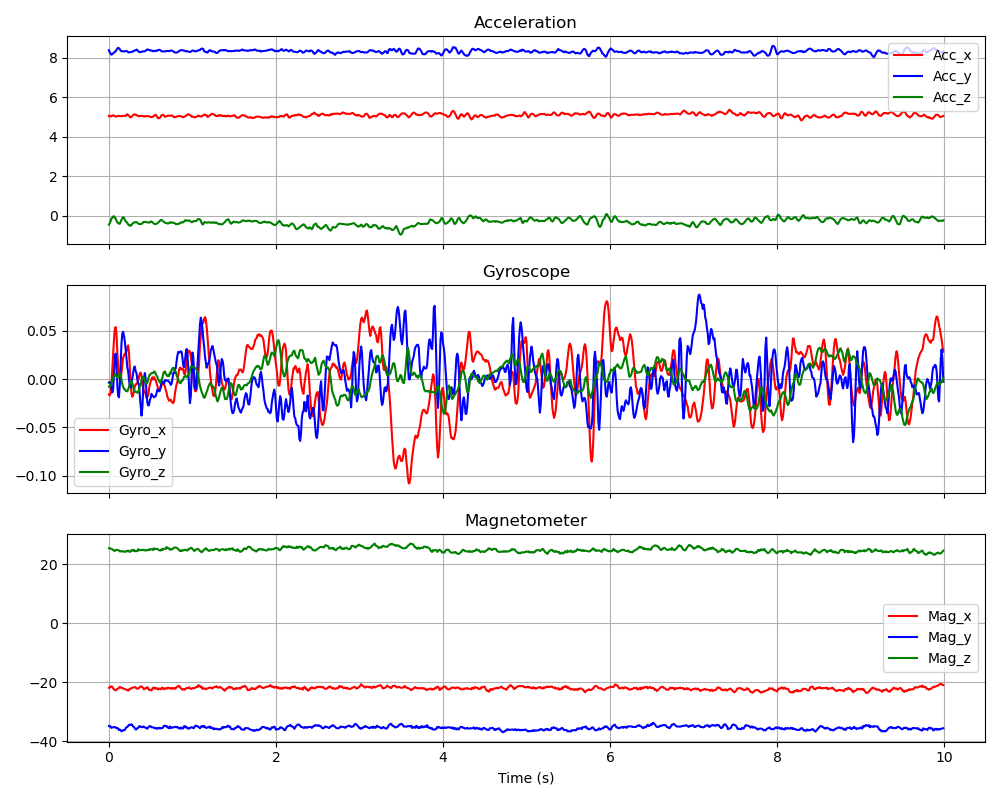 Acceleration
8
6
4
2
0
Acc_x
Acc_y
Acc_z
Gyroscope
0.05
0.00
−0.05
−0.10
Gyro_x
Gyro_y
Gyro_z
Magnetometer
20
0
−20
−40
Mag_x
Mag_y
Mag_z
0 2 4 6 8 10
Time (s)